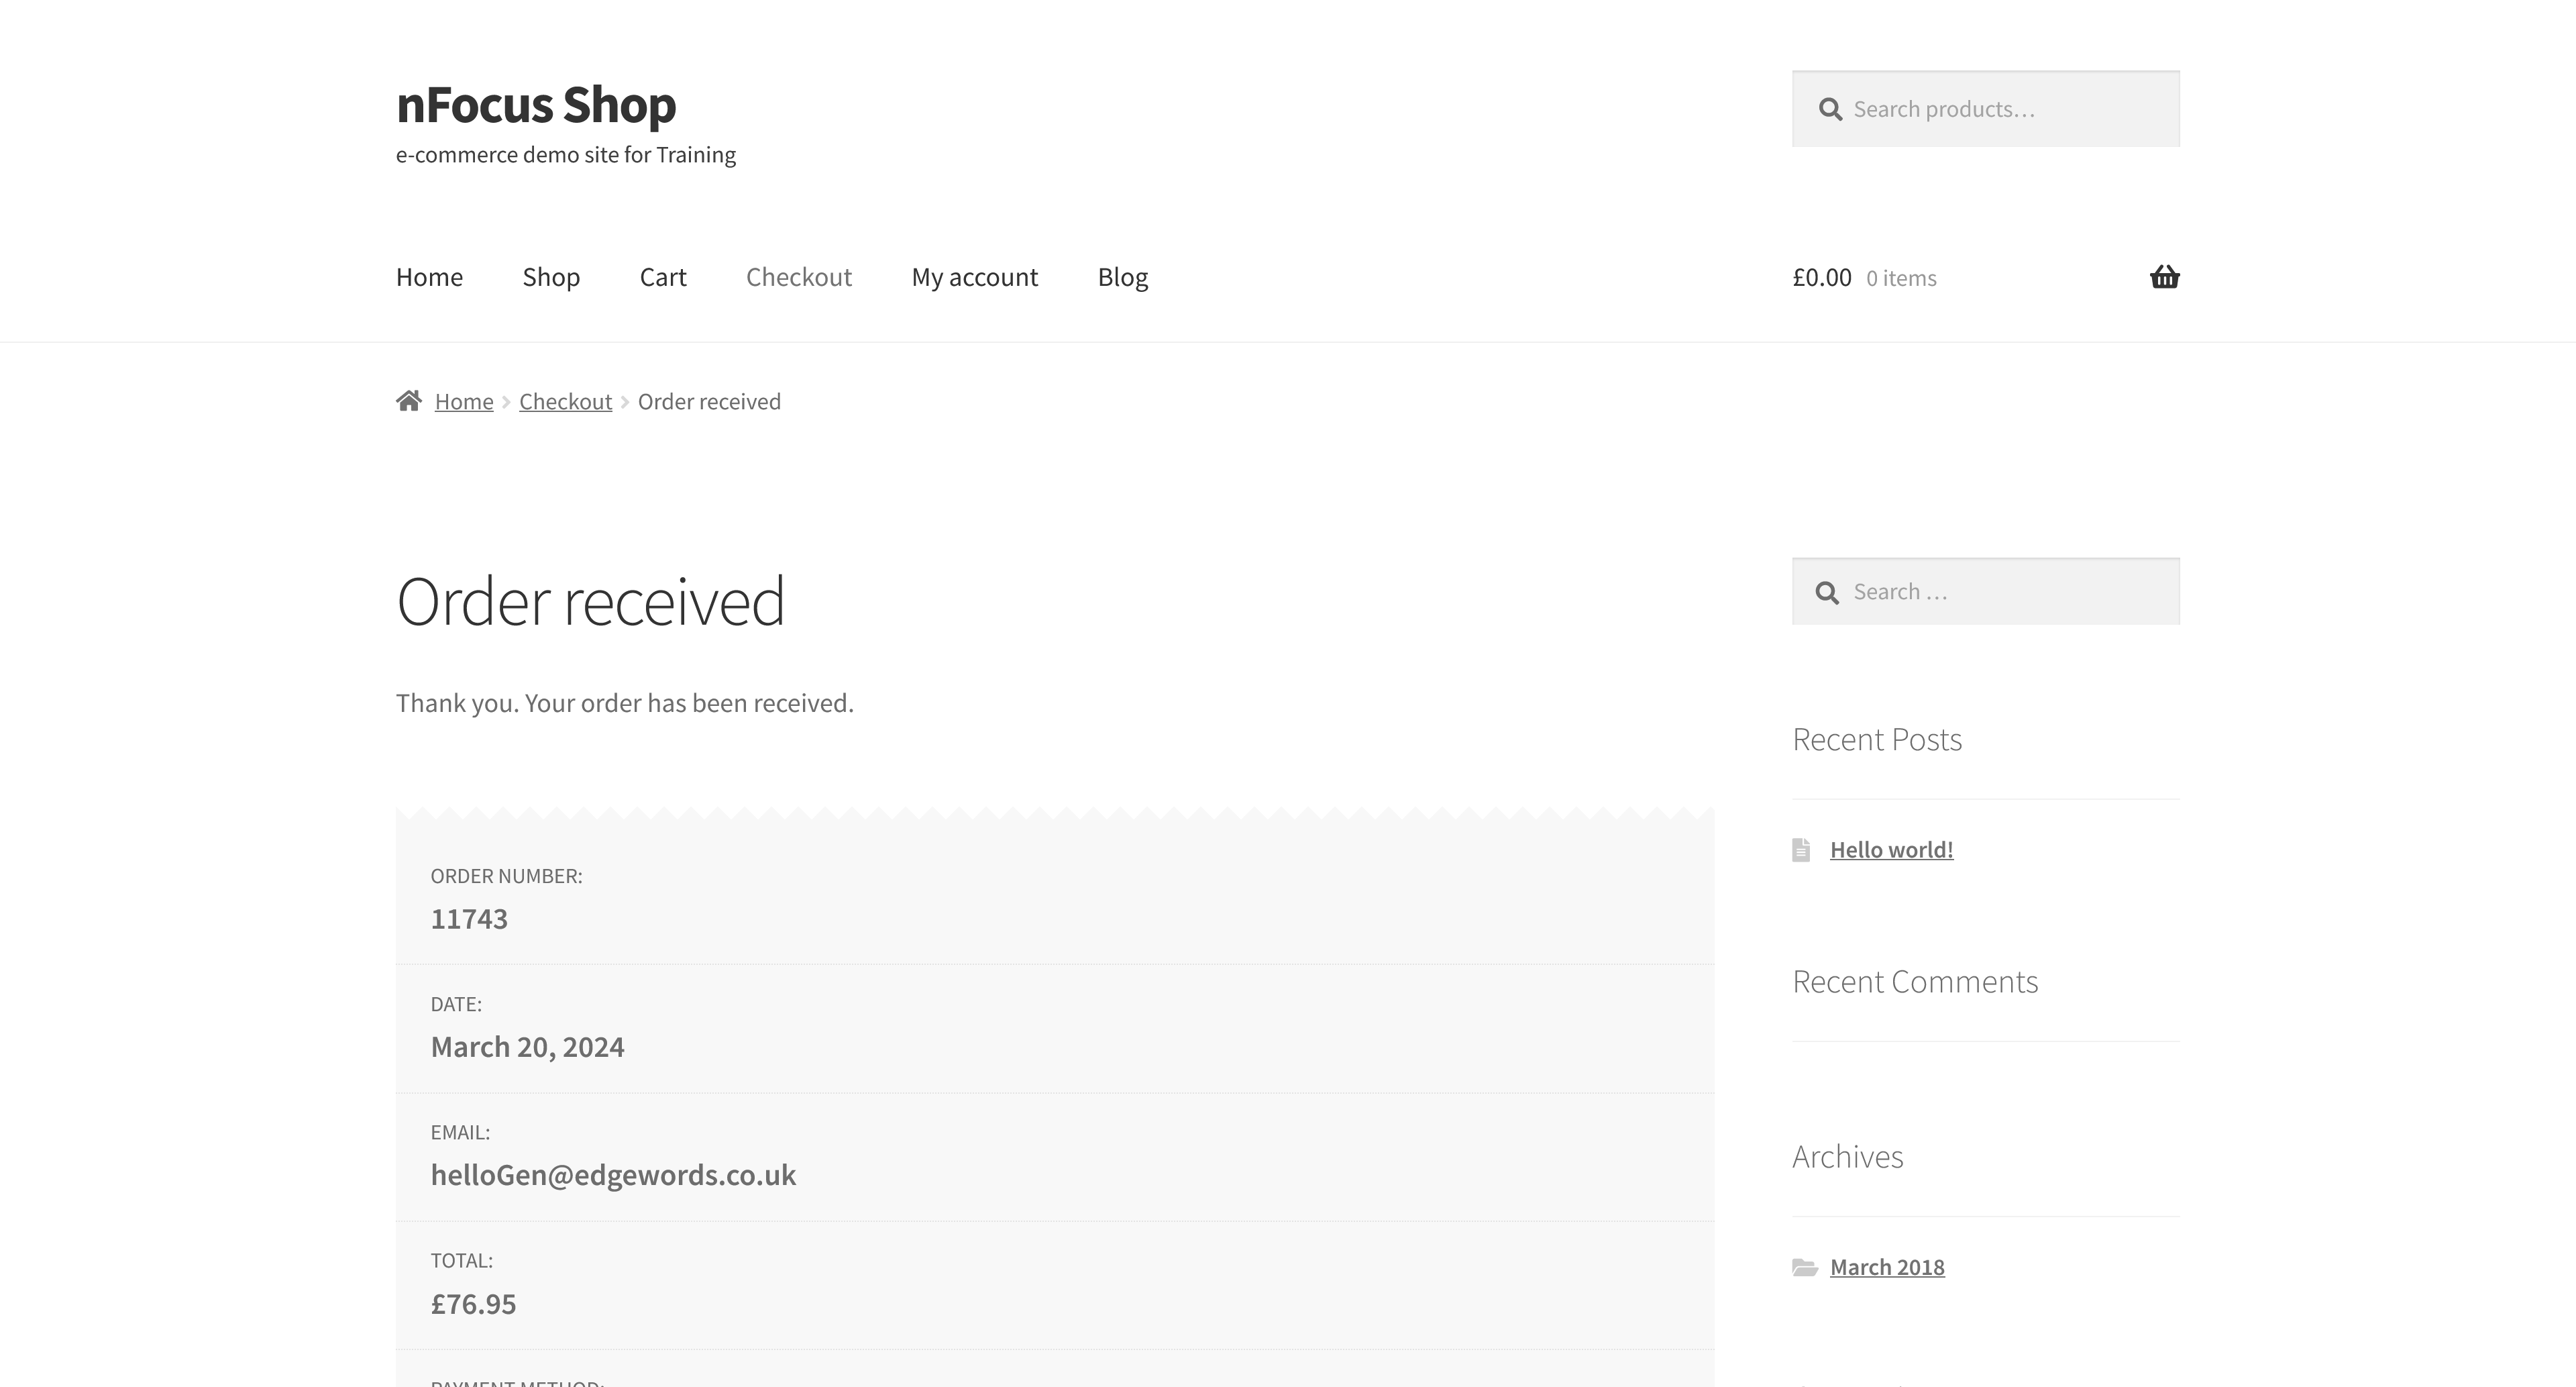 nFocus Shop
e-commerce demo site for Training
Search products…
Home Shop Cart Checkout My account Blog
£0.00 0 items
Home Checkout Order received
Order received
Thank you. Your order has been received.
ORDER NUMBER:
11743
DATE:
March 20, 2024
EMAIL:
helloGen@edgewords.co.uk
TOTAL:
£76.95
PAYMENT METHOD:
Search …
Recent Posts
Hello world!
Recent Comments
Archives
March 2018